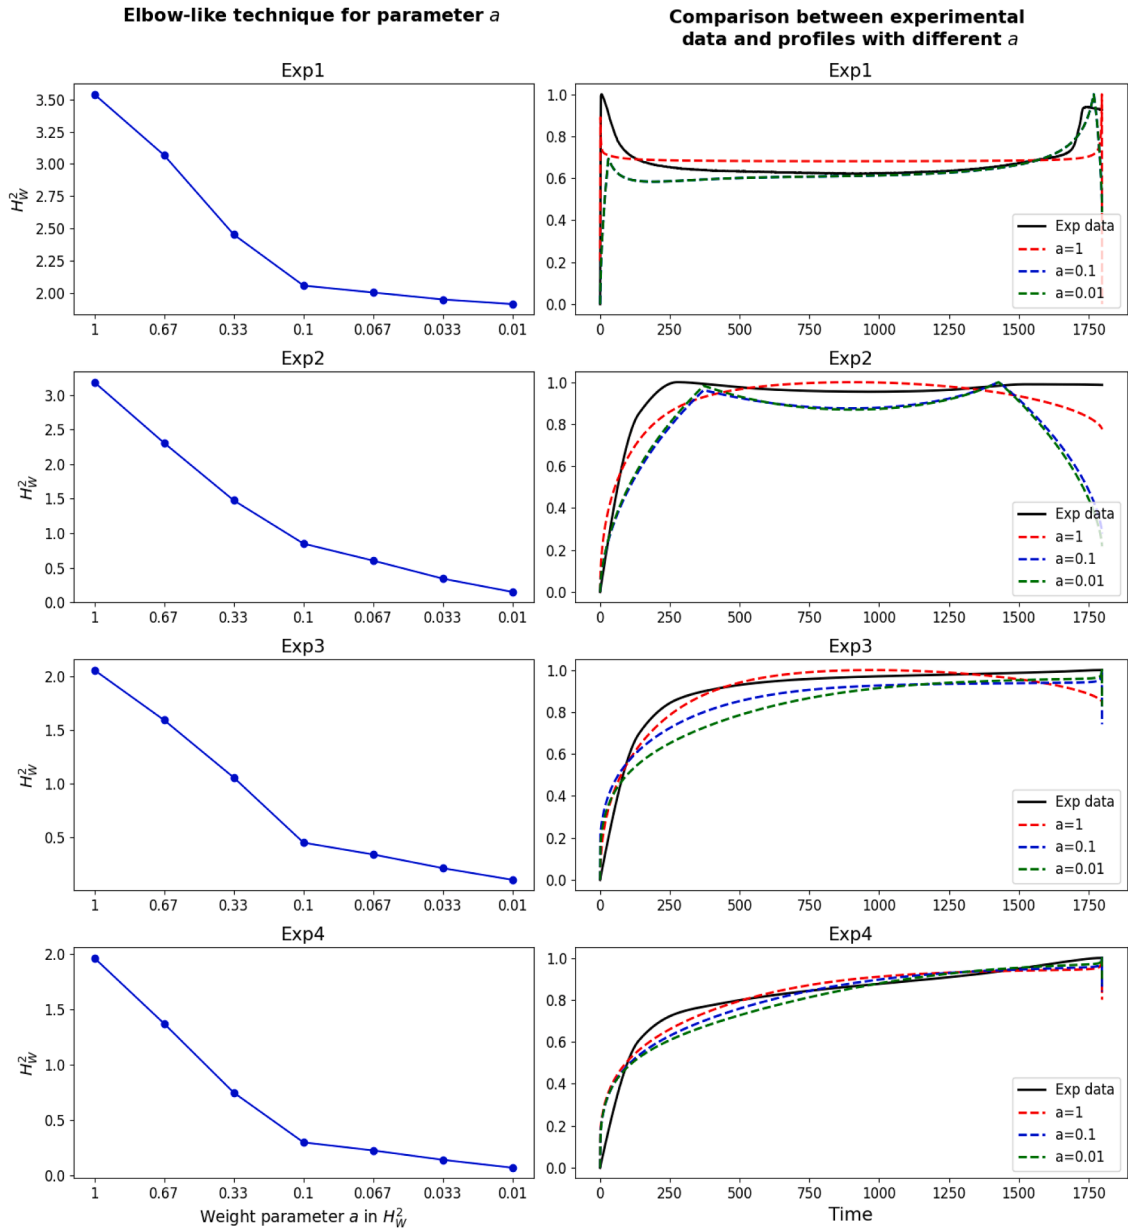 Elbow-like technique for parameter a
Comparison between experimental
data and profiles with different a
Exp1
3.50
3.25
3.00
2.75
2.50
2.25
2.00
H_W^2
1 0.67 0.33 0.1 0.067 0.033 0.01
Exp1
1.0
0.8
0.6
0.4
0.2
0.0
Exp data
a=1
a=0.1
a=0.01
0 250 500 750 1000 1250 1500 1750
Exp2
3.0
2.5
2.0
1.5
1.0
0.5
0.0
H_W^2
1 0.67 0.33 0.1 0.067 0.033 0.01
Exp2
1.0
0.8
0.6
0.4
0.2
0.0
Exp data
a=1
a=0.1
a=0.01
0 250 500 750 1000 1250 1500 1750
Exp3
2.0
1.5
1.0
0.5
H_W^2
1 0.67 0.33 0.1 0.067 0.033 0.01
Exp3
1.0
0.8
0.6
0.4
0.2
0.0
Exp data
a=1
a=0.1
a=0.01
0 250 500 750 1000 1250 1500 1750
Exp4
2.0
1.5
1.0
0.5
0.0
H_W^2
1 0.67 0.33 0.1 0.067 0.033 0.01
Weight parameter a in H_W^2
Exp4
1.0
0.8
0.6
0.4
0.2
0.0
Exp data
a=1
a=0.1
a=0.01
0 250 500 750 1000 1250 1500 1750
Time